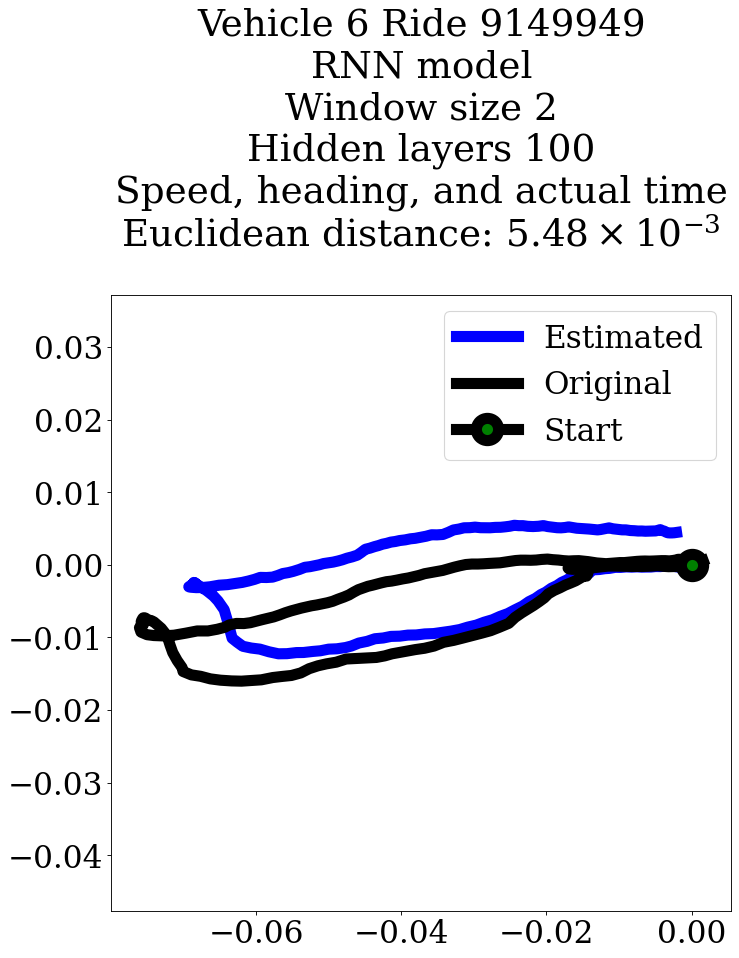 Vehicle 6 Ride 9149949
RNN model
Window size 2
Hidden layers 100
Speed, heading, and actual time
Euclidean distance: 5.48 × 10⁻³
Estimated
Original
Start
0.03
0.02
0.01
0.00
−0.01
−0.02
−0.03
−0.04
−0.06 −0.04 −0.02 0.00